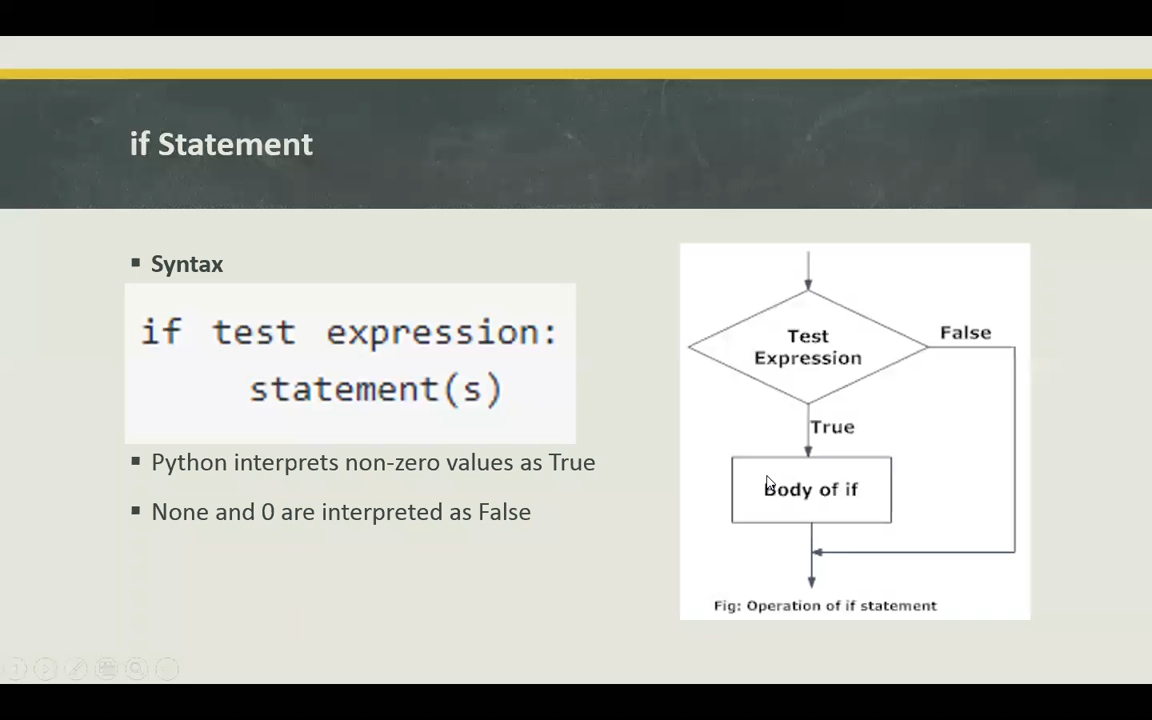 if Statement
Syntax
if test expression:
statement(s)
Python interprets non-zero values as True
None and 0 are interpreted as False
Test
Expression
False
True
Body of if
Fig: Operation of if statement